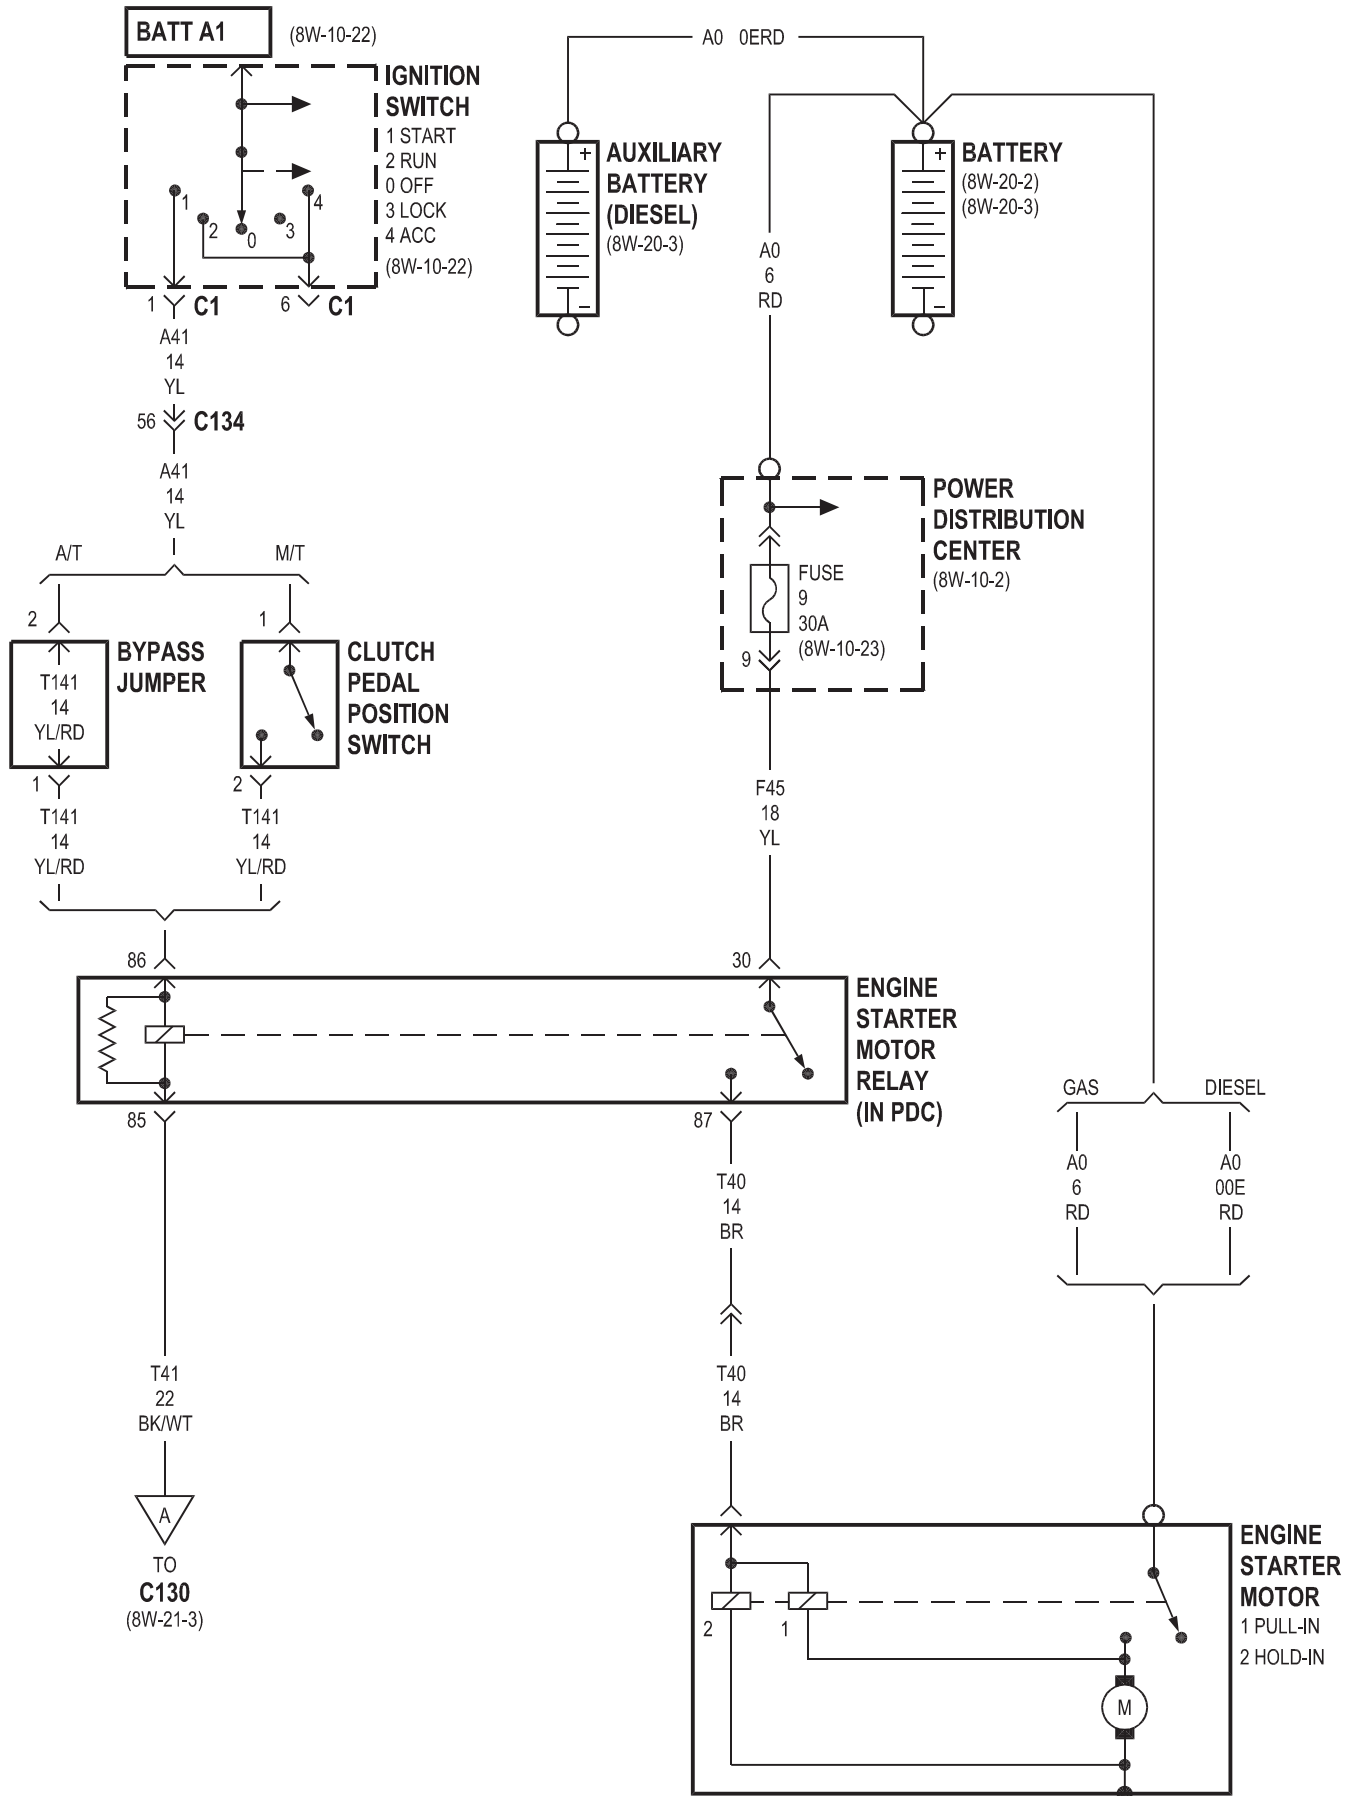 BATT A1
(8W-10-22)
IGNITION
SWITCH
1 START
2 RUN
0 OFF
3 LOCK
4 ACC
(8W-10-22)
1
2
0
3
4
1
C1
6
C1
A41
14
YL
56
C134
A41
14
YL
A/T
M/T
2
BYPASS
JUMPER
T141
14
YL/RD
1
T141
14
YL/RD
1
CLUTCH
PEDAL
POSITION
SWITCH
2
T141
14
YL/RD
A0 0ERD
AUXILIARY
BATTERY
(DIESEL)
(8W-20-3)
+
−
BATTERY
(8W-20-2)
(8W-20-3)
+
−
A0
6
RD
POWER
DISTRIBUTION
CENTER
(8W-10-2)
FUSE
9
30A
(8W-10-23)
9
F45
18
YL
86
30
ENGINE
STARTER
MOTOR
RELAY
(IN PDC)
85
87
T41
22
BK/WT
A
TO
C130
(8W-21-3)
T40
14
BR
T40
14
BR
GAS
DIESEL
A0
6
RD
A0
00E
RD
ENGINE
STARTER
MOTOR
1 PULL-IN
2 HOLD-IN
2
1
M